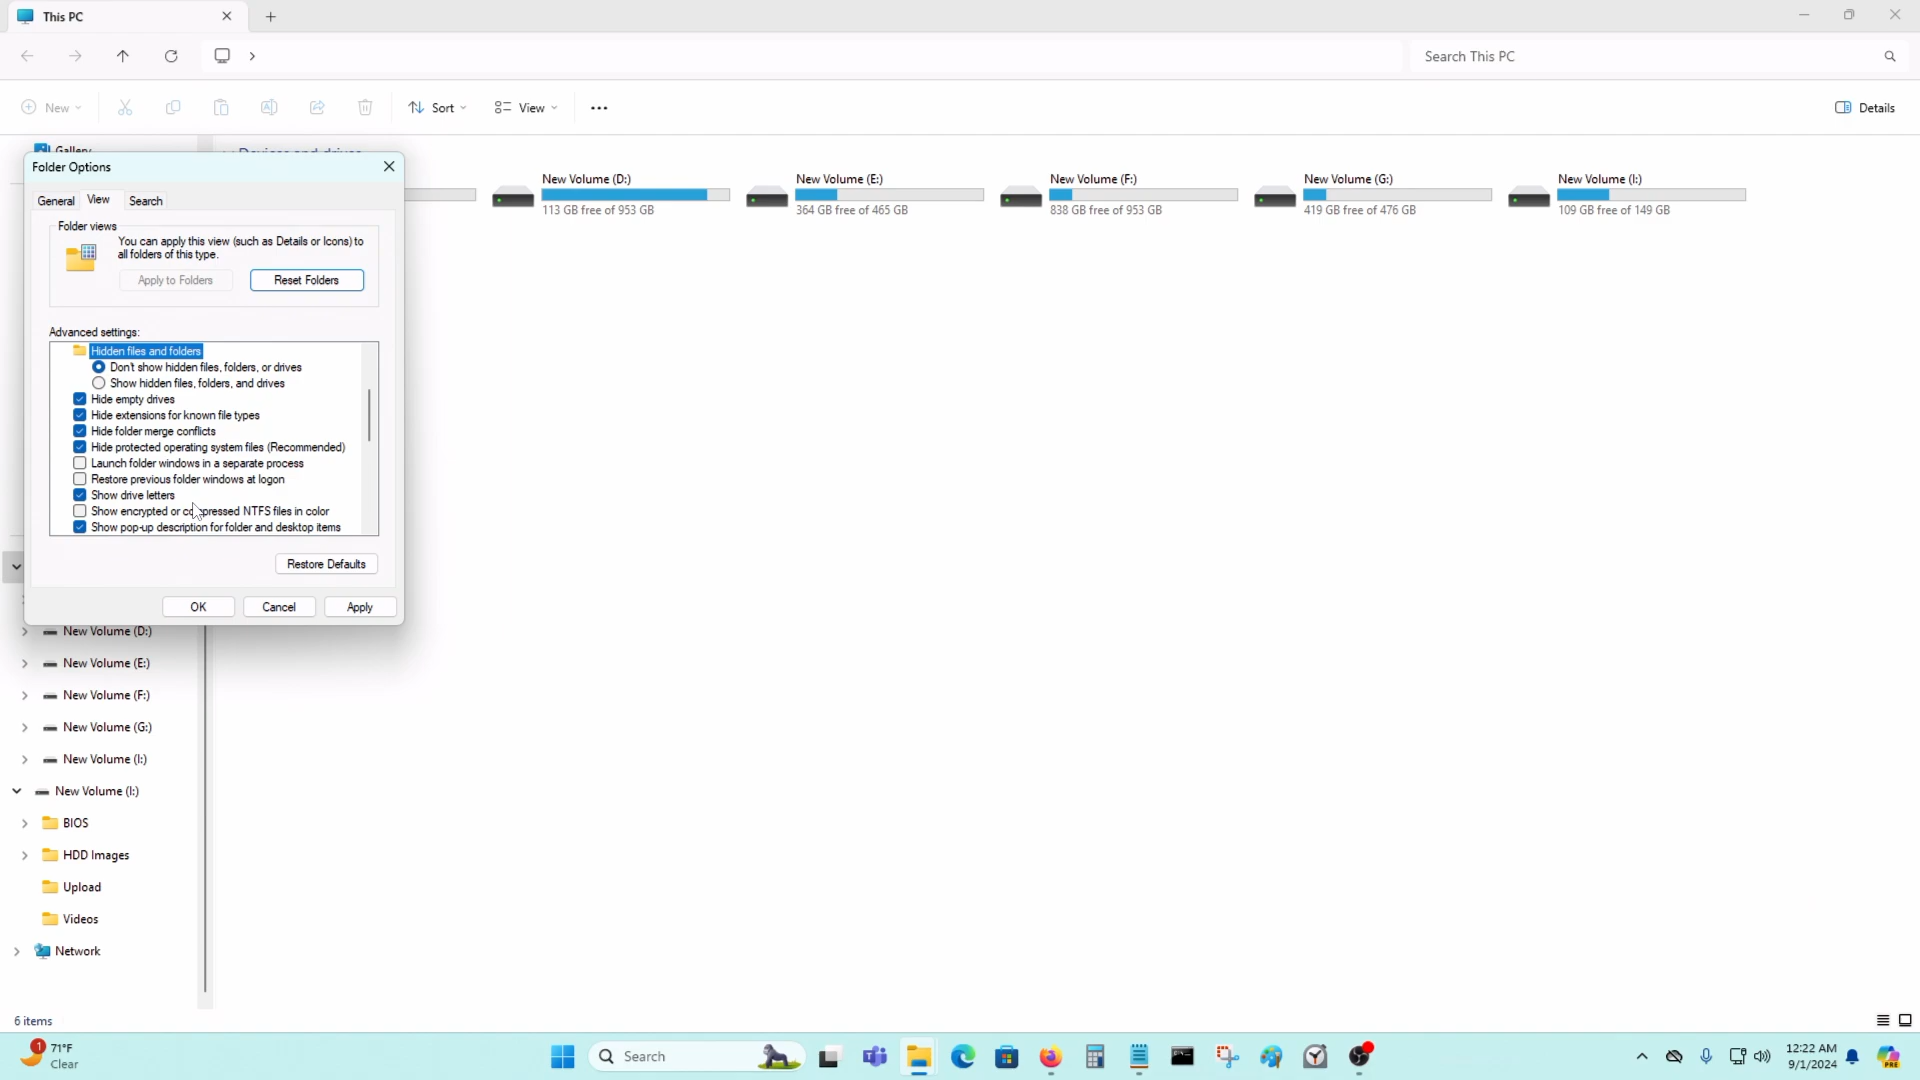 This PC
Search This PC
New
Sort
View
Details
Gallery
Folder Options
General
View
Search
Folder views
You can apply this view (such as Details or Icons) to
all folders of this type.
Apply to Folders
Reset Folders
Advanced settings:
Hidden files and folders
Don't show hidden files, folders, or drives
Show hidden files, folders, and drives
Hide empty drives
Hide extensions for known file types
Hide folder merge conflicts
Hide protected operating system files (Recommended)
Launch folder windows in a separate process
Restore previous folder windows at logon
Show drive letters
Show encrypted or compressed NTFS files in color
Show pop-up description for folder and desktop items
Restore Defaults
OK
Cancel
Apply
Devices and drives
New Volume (D:)
113 GB free of 953 GB
New Volume (E:)
364 GB free of 465 GB
New Volume (F:)
838 GB free of 953 GB
New Volume (G:)
419 GB free of 476 GB
New Volume (I:)
109 GB free of 149 GB
New Volume (D:)
New Volume (E:)
New Volume (F:)
New Volume (G:)
New Volume (I:)
New Volume (I:)
BIOS
HDD Images
Upload
Videos
Network
6 items
1
71°F
Clear
Search
12:22 AM
9/1/2024
PRE